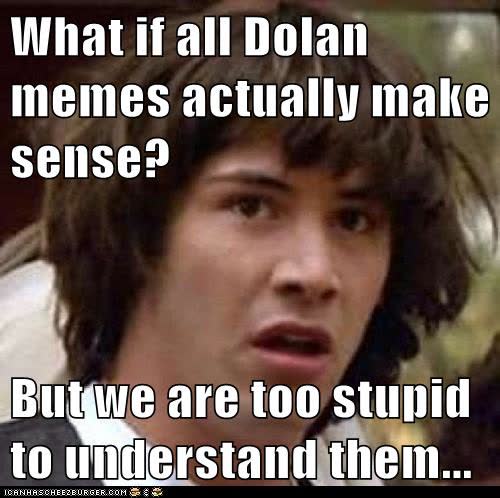 What if all Dolan
memes actually make
sense?
But we are too stupid
to understand them...
ICANHASCHEEZBURGER.COM